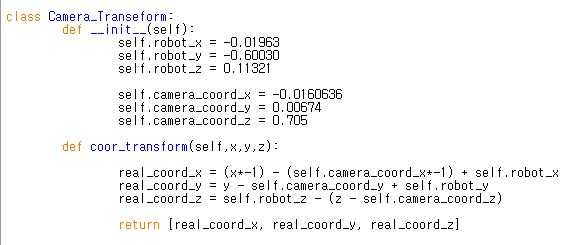 class Camera_Transeform:
def __init__(self):
self.robot_x = -0.01963
self.robot_y = -0.60030
self.robot_z = 0.11321
self.camera_coord_x = -0.0160636
self.camera_coord_y = 0.00674
self.camera_coord_z = 0.705
def coor_transform(self,x,y,z):
real_coord_x = (x*-1) - (self.camera_coord_x*-1) + self.robot_x
real_coord_y = y - self.camera_coord_y + self.robot_y
real_coord_z = self.robot_z - (z - self.camera_coord_z)
return [real_coord_x, real_coord_y, real_coord_z]